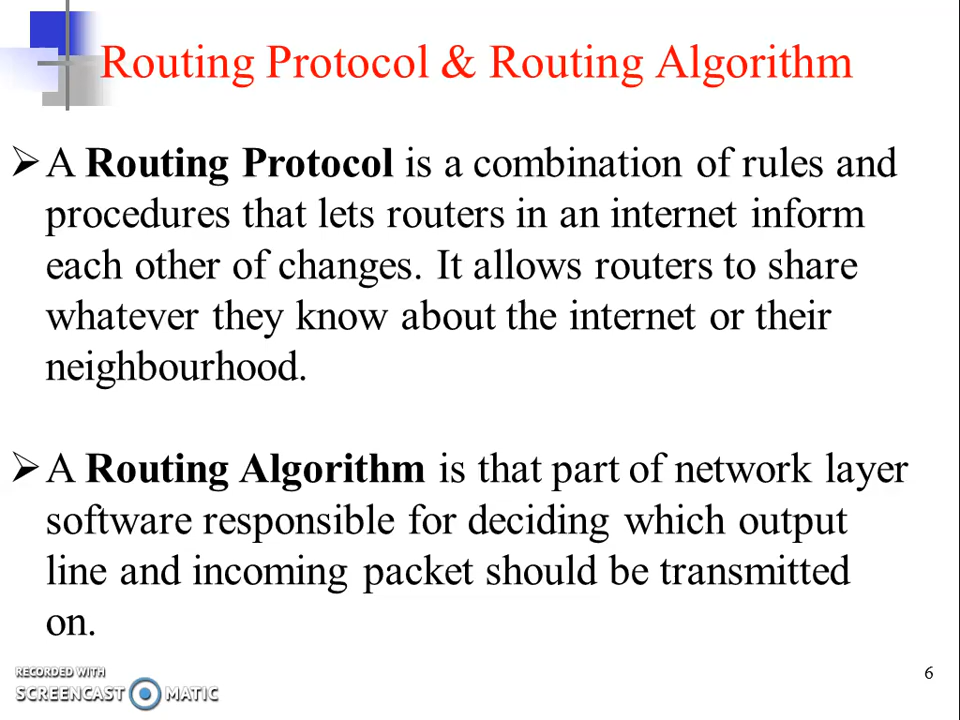 Routing Protocol & Routing Algorithm
➢A Routing Protocol is a combination of rules and
procedures that lets routers in an internet inform
each other of changes. It allows routers to share
whatever they know about the internet or their
neighbourhood.
➢A Routing Algorithm is that part of network layer
software responsible for deciding which output
line and incoming packet should be transmitted
on.
RECORDED WITH
SCREENCAST MATIC
6